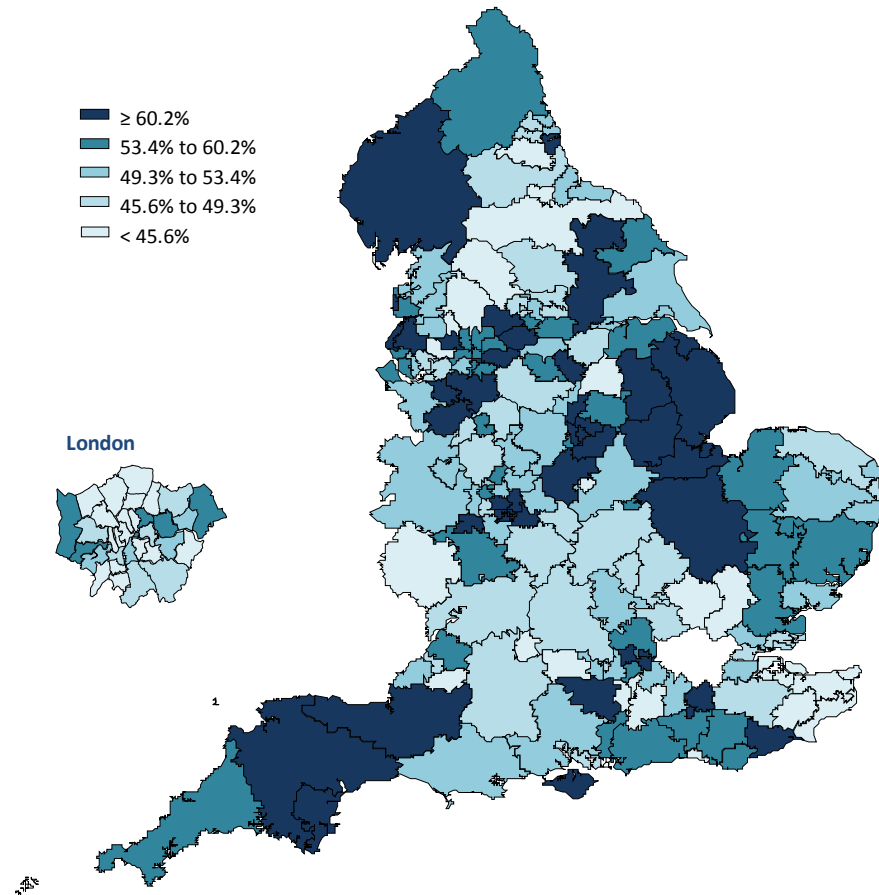 ≥ 60.2%
53.4% to 60.2%
49.3% to 53.4%
45.6% to 49.3%
< 45.6%
London
1